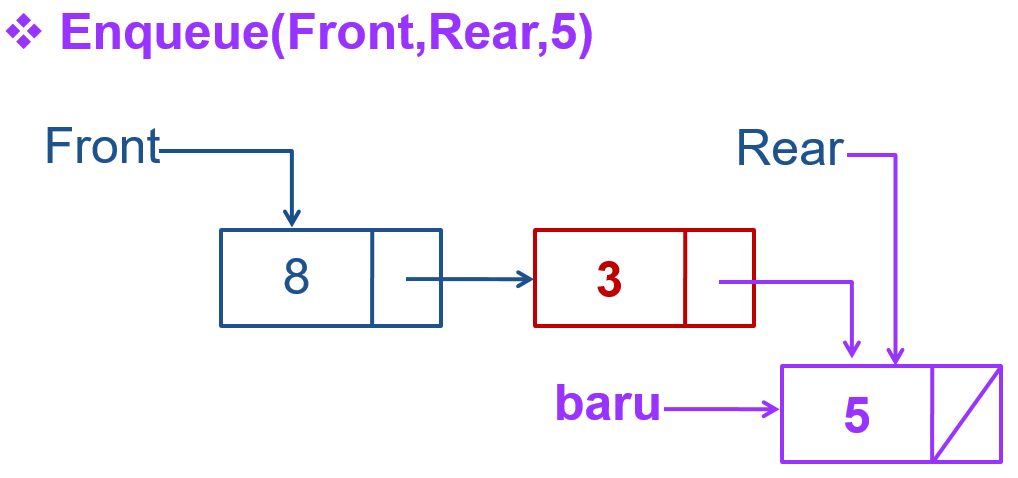 ❖ Enqueue(Front,Rear,5)
Front
Rear
8
3
baru
5